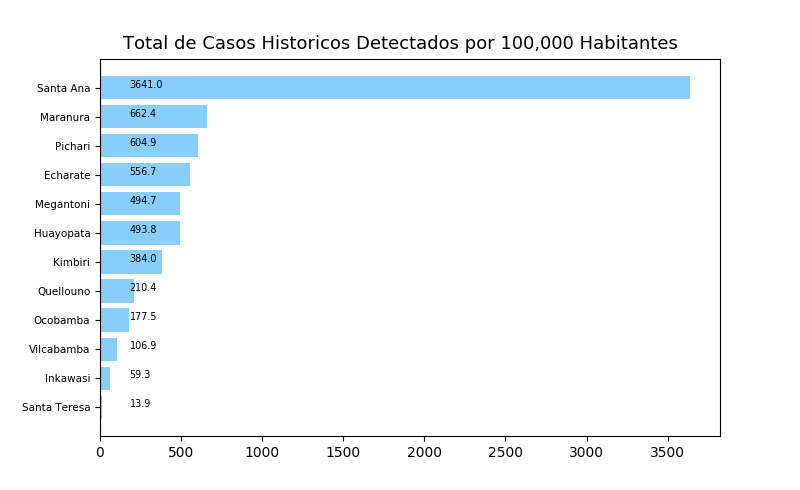 Total de Casos Historicos Detectados por 100,000 Habitantes
Santa Ana 3641.0
Maranura 662.4
Pichari 604.9
Echarate 556.7
Megantoni 494.7
Huayopata 493.8
Kimbiri 384.0
Quellouno 210.4
Ocobamba 177.5
Vilcabamba 106.9
Inkawasi 59.3
Santa Teresa 13.9
0 500 1000 1500 2000 2500 3000 3500